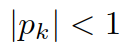 |p_k| < 1